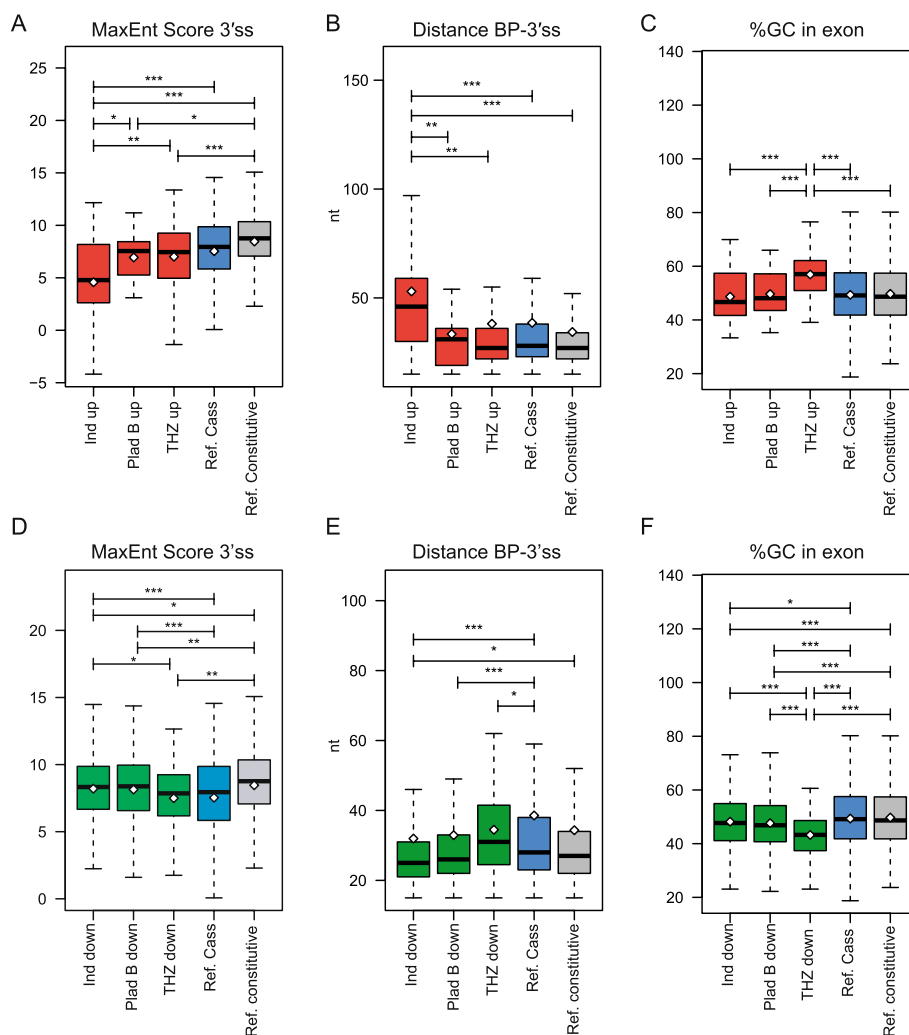 A
MaxEnt Score 3′ss
25
20
15
10
5
0
−5
***
***
*
*
**
***
Ind up
Plad B up
THZ up
Ref. Cass
Ref. Constitutive
B
Distance BP-3′ss
nt
150
100
50
***
***
**
**
Ind up
Plad B up
THZ up
Ref. Cass
Ref. Constitutive
C
%GC in exon
140
120
100
80
60
40
20
***
***
***
***
Ind up
Plad B up
THZ up
Ref. Cass
Ref. Constitutive
D
MaxEnt Score 3’ss
20
15
10
5
0
***
*
***
**
*
**
Ind down
Plad B down
THZ down
Ref. Cass
Ref. constitutive
E
Distance BP-3’ss
nt
100
80
60
40
20
***
*
***
*
Ind down
Plad B down
THZ down
Ref. Cass
Ref. constitutive
F
%GC in exon
140
120
100
80
60
40
20
*
***
***
***
***
***
***
***
Ind down
Plad B down
THZ down
Ref. Cass
Ref. constitutive